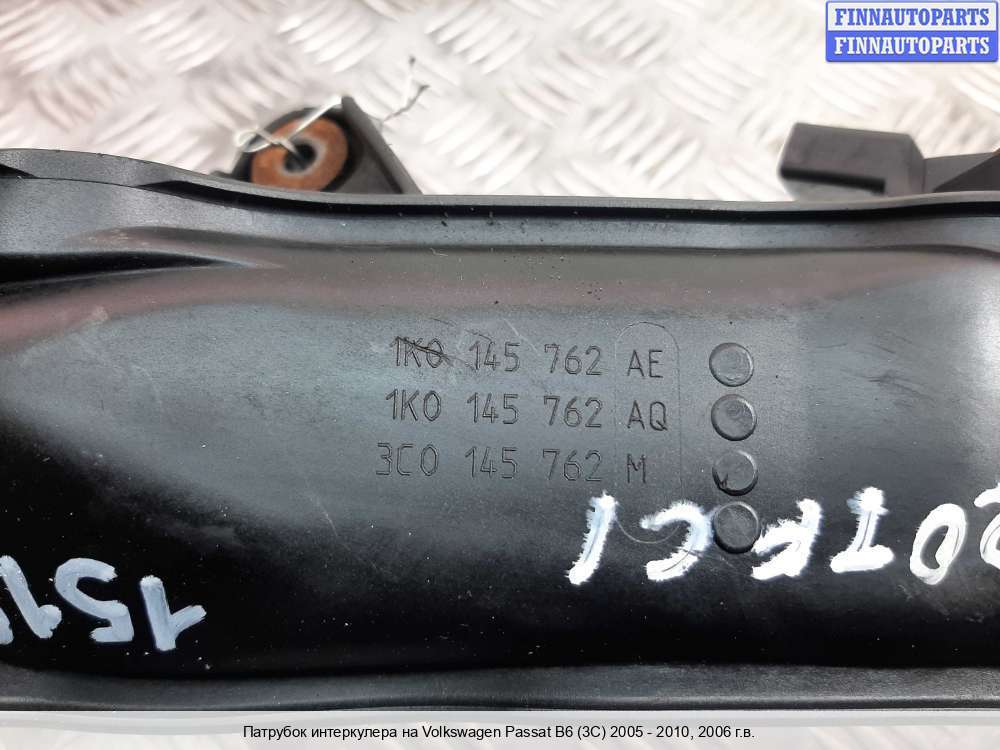 FINNAUTOPARTS
FINNAUTOPARTS
1K0 145 762 AE
1K0 145 762 AQ
3C0 145 762 M
Патрубок интеркулера на Volkswagen Passat B6 (3C) 2005 - 2010, 2006 г.в.